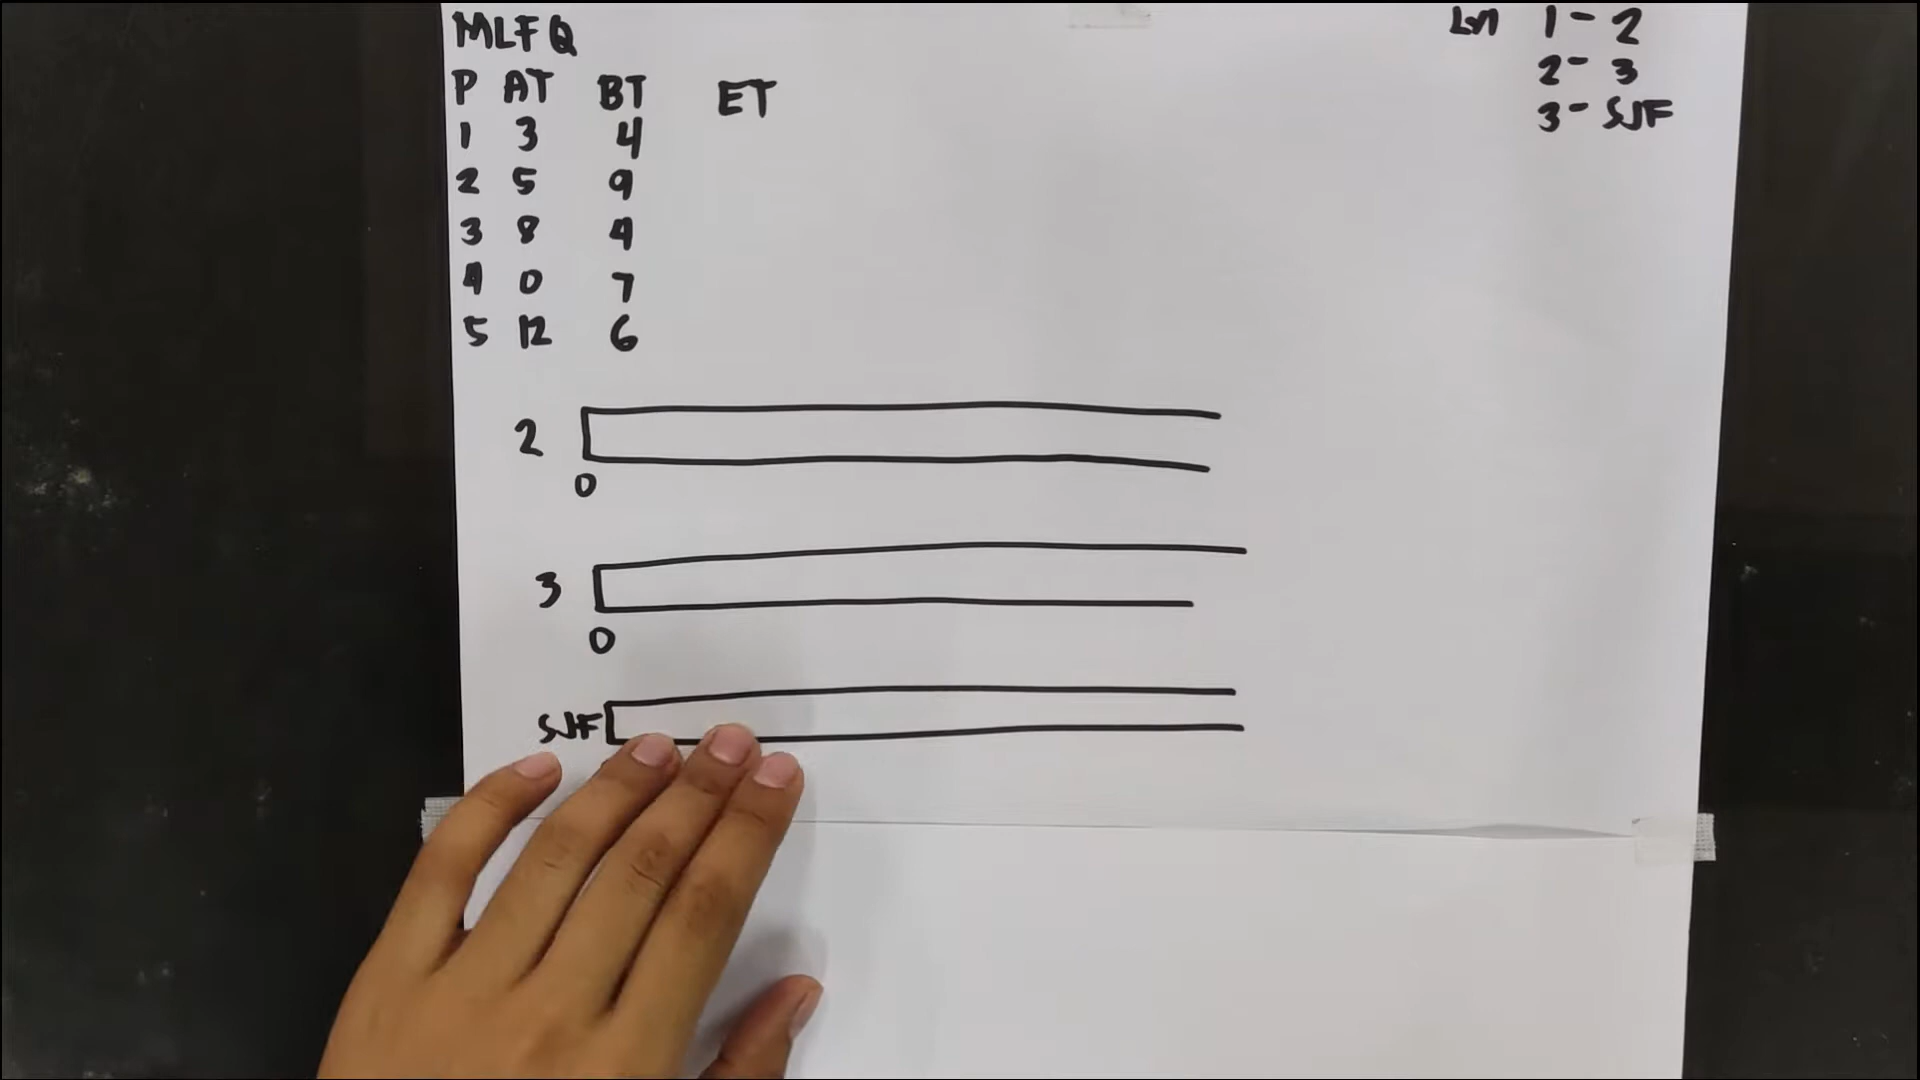 MLFQ
P AT BT ET
1 3 4
2 5 9
3 8 4
4 0 7
5 12 6
Lvl 1 - 2
2 - 3
3 - SJF
2
0
3
0
SJF